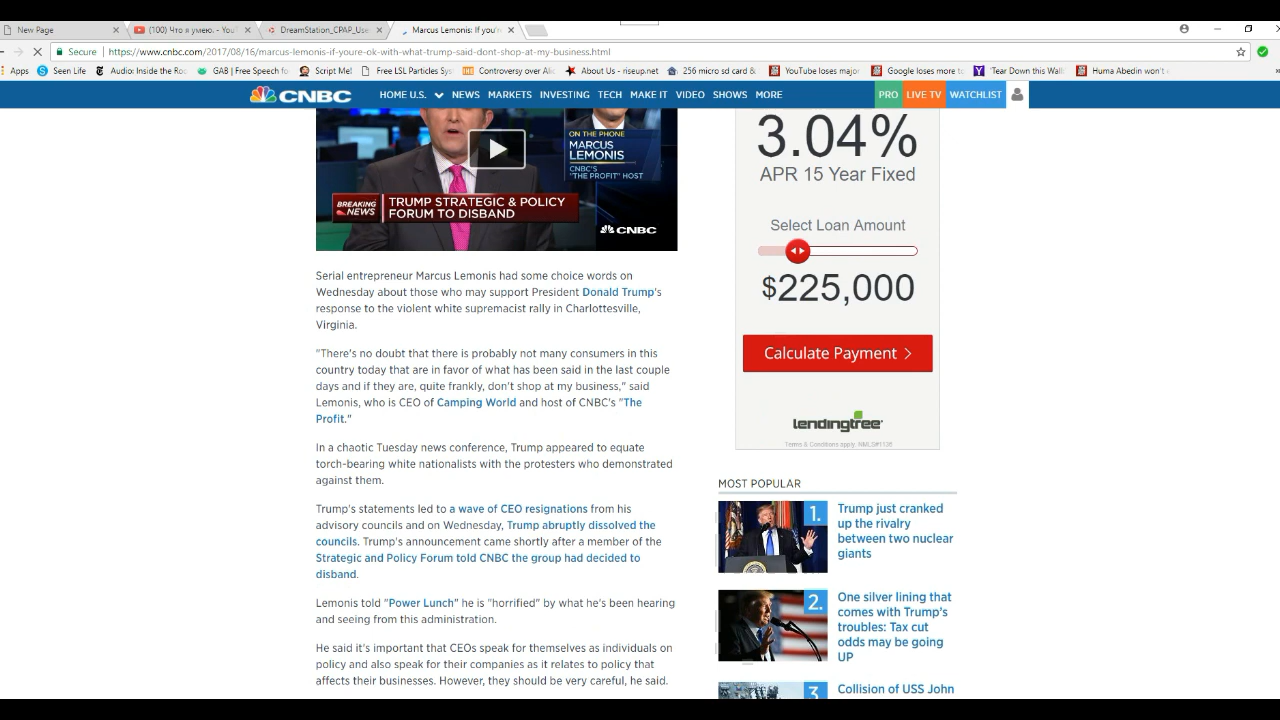 New Page
(100) Что я умею. - YouT
DreamStation_CPAP_Use
Marcus Lemonis: If you'r
Secure
https://www.cnbc.com/2017/08/16/marcus-lemonis-if-youre-ok-with-what-trump-said-dont-shop-at-my-business.html
Apps
Seen Life
Audio: Inside the Ro
GAB | Free Speech fo
Script Me!
Free LSL Particles Sys
Controversy over Al
About Us - riseup.net
256 micro sd card &
YouTube loses major
Google loses more t
'Tear Down this Wall
Huma Abedin won't
CNBC
HOME U.S.
NEWS
MARKETS
INVESTING
TECH
MAKE IT
VIDEO
SHOWS
MORE
PRO
LIVE TV
WATCHLIST
ON THE PHONE
MARCUS
LEMONIS
CNBC'S
"THE PROFIT" HOST
BREAKING
NEWS
TRUMP STRATEGIC & POLICY
FORUM TO DISBAND
CNBC
Serial entrepreneur Marcus Lemonis had some choice words on
Wednesday about those who may support President Donald Trump's
response to the violent white supremacist rally in Charlottesville,
Virginia.
"There's no doubt that there is probably not many consumers in this
country today that are in favor of what has been said in the last couple
days and if they are, quite frankly, don't shop at my business," said
Lemonis, who is CEO of Camping World and host of CNBC's "The
Profit."
In a chaotic Tuesday news conference, Trump appeared to equate
torch-bearing white nationalists with the protesters who demonstrated
against them.
Trump's statements led to a wave of CEO resignations from his
advisory councils and on Wednesday, Trump abruptly dissolved the
councils. Trump's announcement came shortly after a member of the
Strategic and Policy Forum told CNBC the group had decided to
disband.
Lemonis told "Power Lunch" he is "horrified" by what he's been hearing
and seeing from this administration.
He said it's important that CEOs speak for themselves as individuals on
policy and also speak for their companies as it relates to policy that
affects their businesses. However, they should be very careful, he said.
3.04%
APR 15 Year Fixed
Select Loan Amount
$225,000
Calculate Payment
lendingtree
Terms & Conditions apply. NMLS#1136
MOST POPULAR
1.
Trump just cranked
up the rivalry
between two nuclear
giants
2.
One silver lining that
comes with Trump's
troubles: Tax cut
odds may be going
UP
3.
Collision of USS John